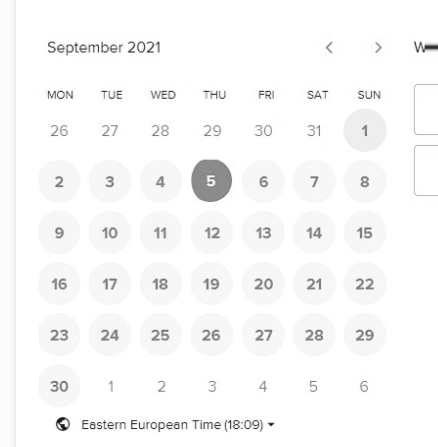 September 2021 < >
MON TUE WED THU FRI SAT SUN
26 27 28 29 30 31 1
2 3 4 5 6 7 8
9 10 11 12 13 14 15
16 17 18 19 20 21 22
23 24 25 26 27 28 29
30 1 2 3 4 5 6
Eastern European Time (18:09)